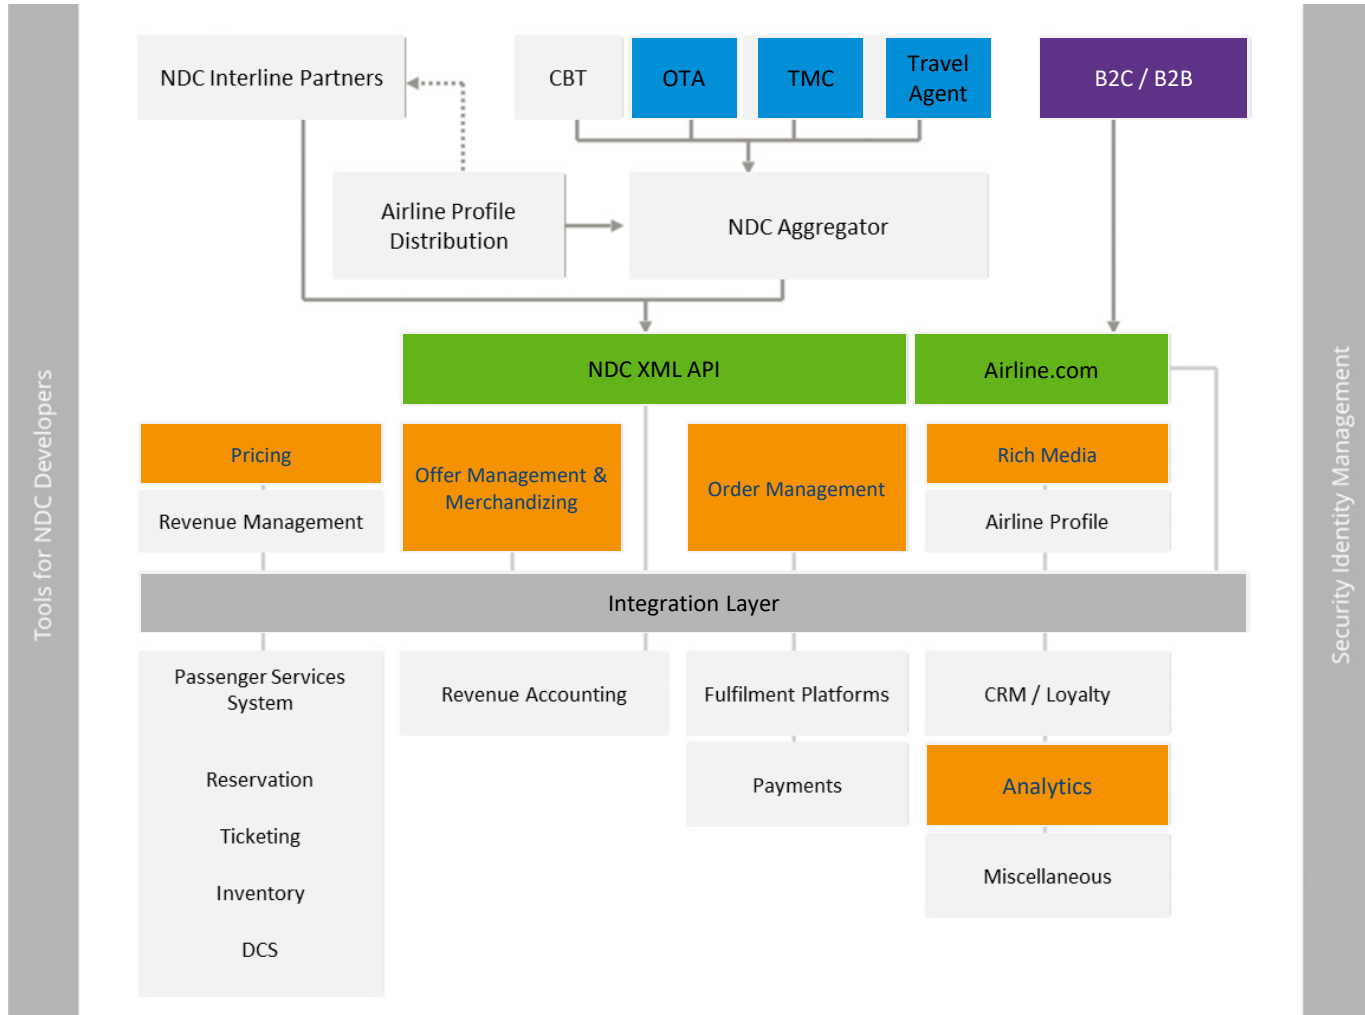 NDC Interline Partners
CBT
OTA
TMC
Travel
Agent
B2C / B2B
Airline Profile
Distribution
NDC Aggregator
NDC XML API
Airline.com
Pricing
Offer Management &
Merchandizing
Order Management
Rich Media
Revenue Management
Airline Profile
Integration Layer
Passenger Services
System
Reservation
Ticketing
Inventory
DCS
Revenue Accounting
Fulfilment Platforms
Payments
CRM / Loyalty
Analytics
Miscellaneous
Tools for NDC Developers
Security Identity Management